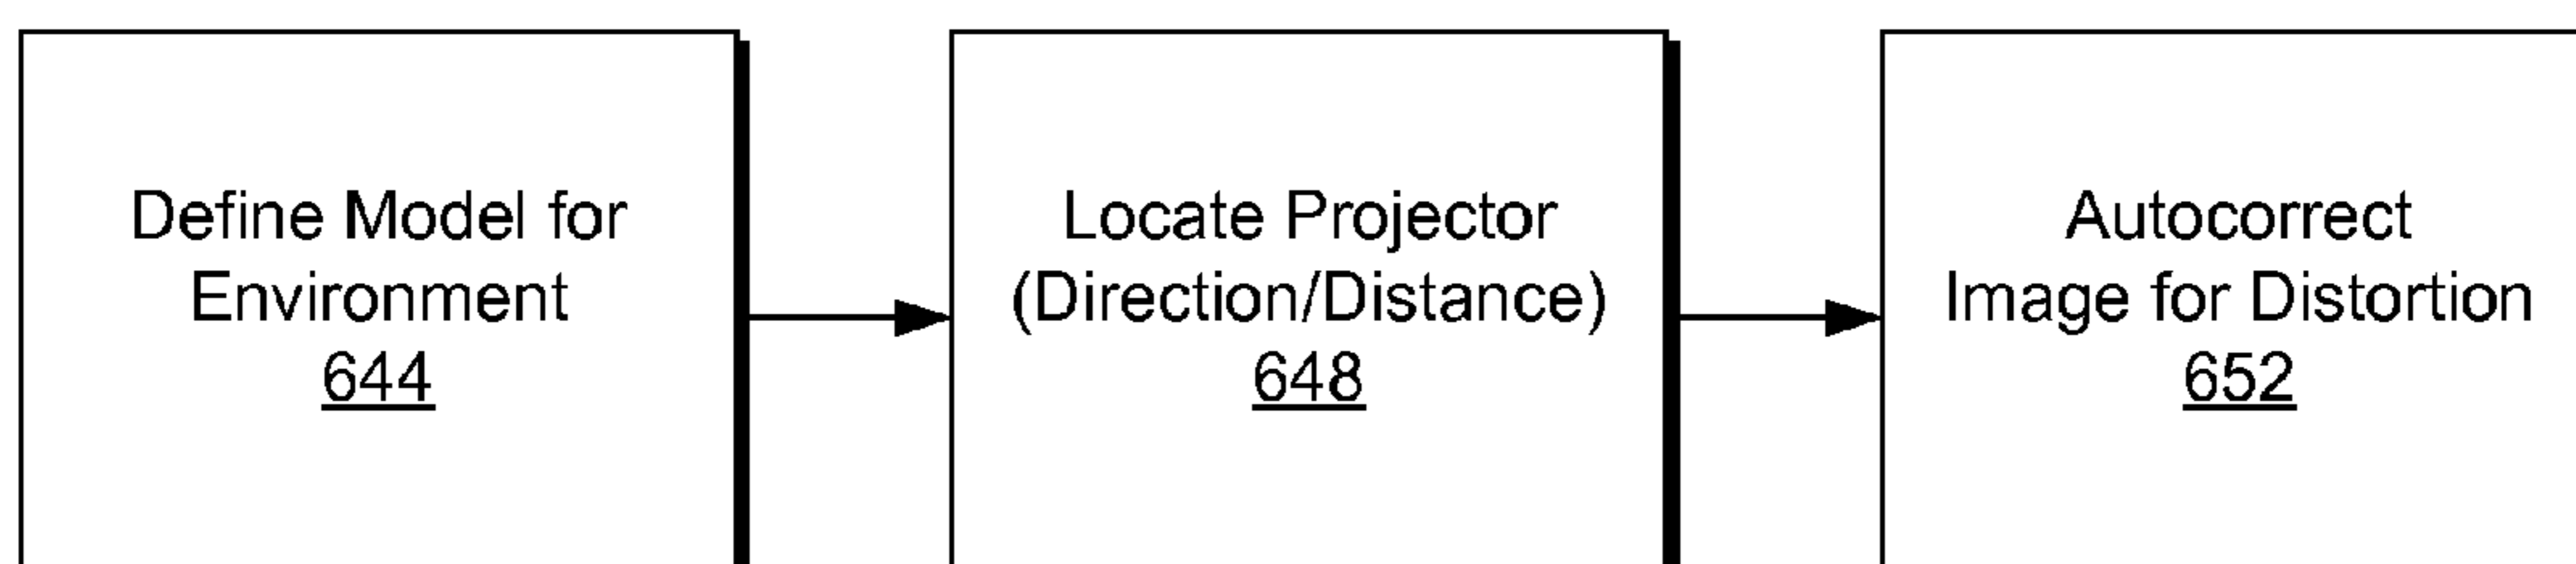 Define Model for
Environment
644
Locate Projector
(Direction/Distance)
648
Autocorrect
Image for Distortion
652